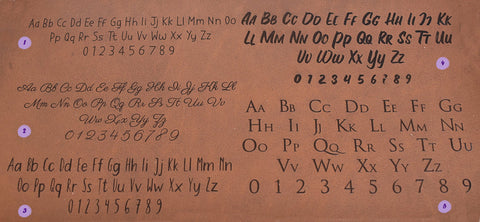 Aa Bb Cc Dd Ee Ff Gg Hh Ii Jj Kk Ll Mm Nn Oo
Pp Qq Rr Ss Tt Uu Vv Ww Xx Yy Zz
0 1 2 3 4 5 6 7 8 9
1
Aa Bb Cc Dd Ee Ff Gg Hh Ii Jj Kk Ll
Mm Nn Oo Pp Qq Rr Ss Tt Uu Vv
Ww Xx Yy Zz
0 1 2 3 4 5 6 7 8 9
2
Aa Bb Cc Dd Ee Ff Gg Hh Ii Jj Kk Ll Mm Nn
Oo Pp Qq Rr Ss Tt Uu Vv Ww Xx Yy Zz
0 1 2 3 4 5 6 7 8 9
3
Aa Bb Cc Dd Ee Ff Gg Hh Ii Jj Kk
Ll Mm Nn Oo Pp Qq Rr Ss Tt Uu
Vv Ww Xx Yy Zz
0 1 2 3 4 5 6 7 8 9
4
Aa Bb Cc Dd Ee Ff Gg
Hh Ii Jj Kk Ll Mm Nn
Oo Pp Qq Rr Ss Tt Uu
Vv Ww Xx Yy Zz
0 1 2 3 4 5 6 7 8 9
5